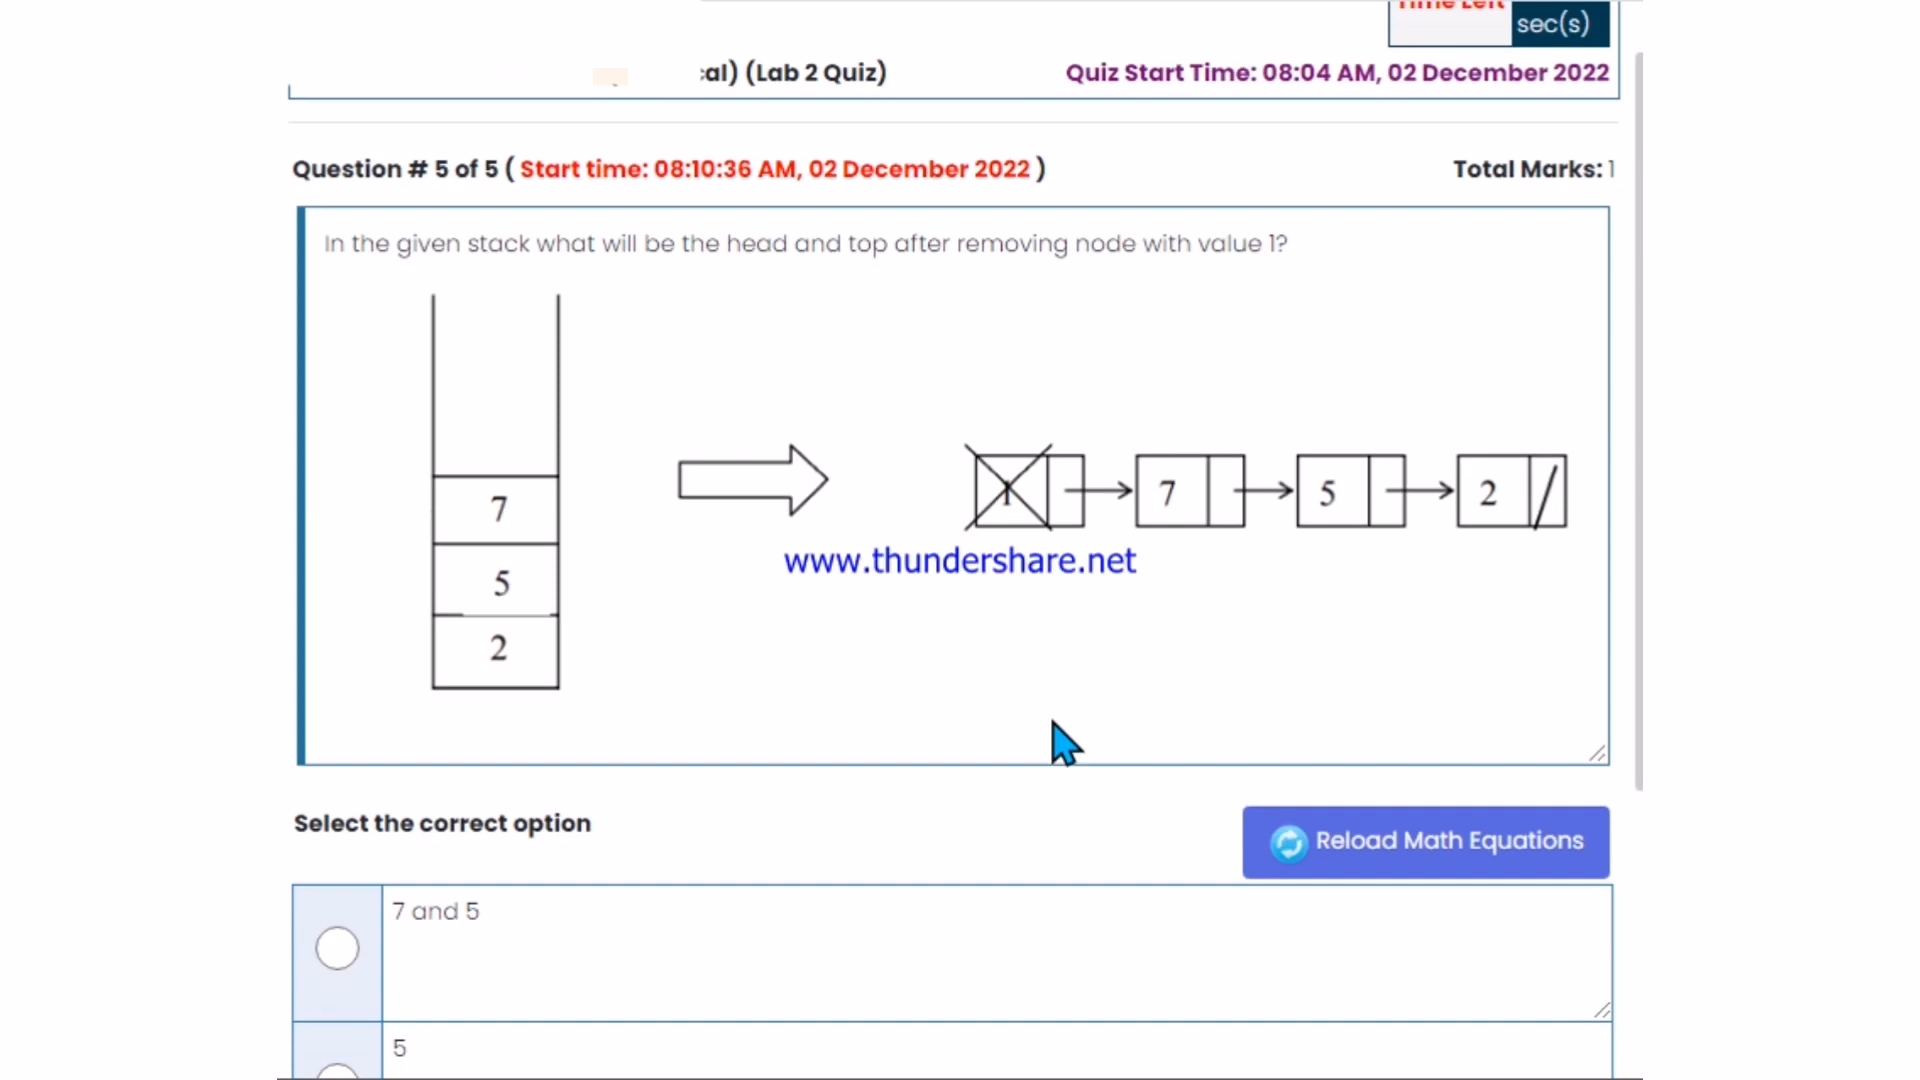 Time Left
sec(s)
cal) (Lab 2 Quiz)
Quiz Start Time: 08:04 AM, 02 December 2022
Question # 5 of 5 ( Start time: 08:10:36 AM, 02 December 2022 )
Total Marks: 1
In the given stack what will be the head and top after removing node with value 1?
7
5
2
1
7
5
2
www.thundershare.net
Select the correct option
Reload Math Equations
7 and 5
5